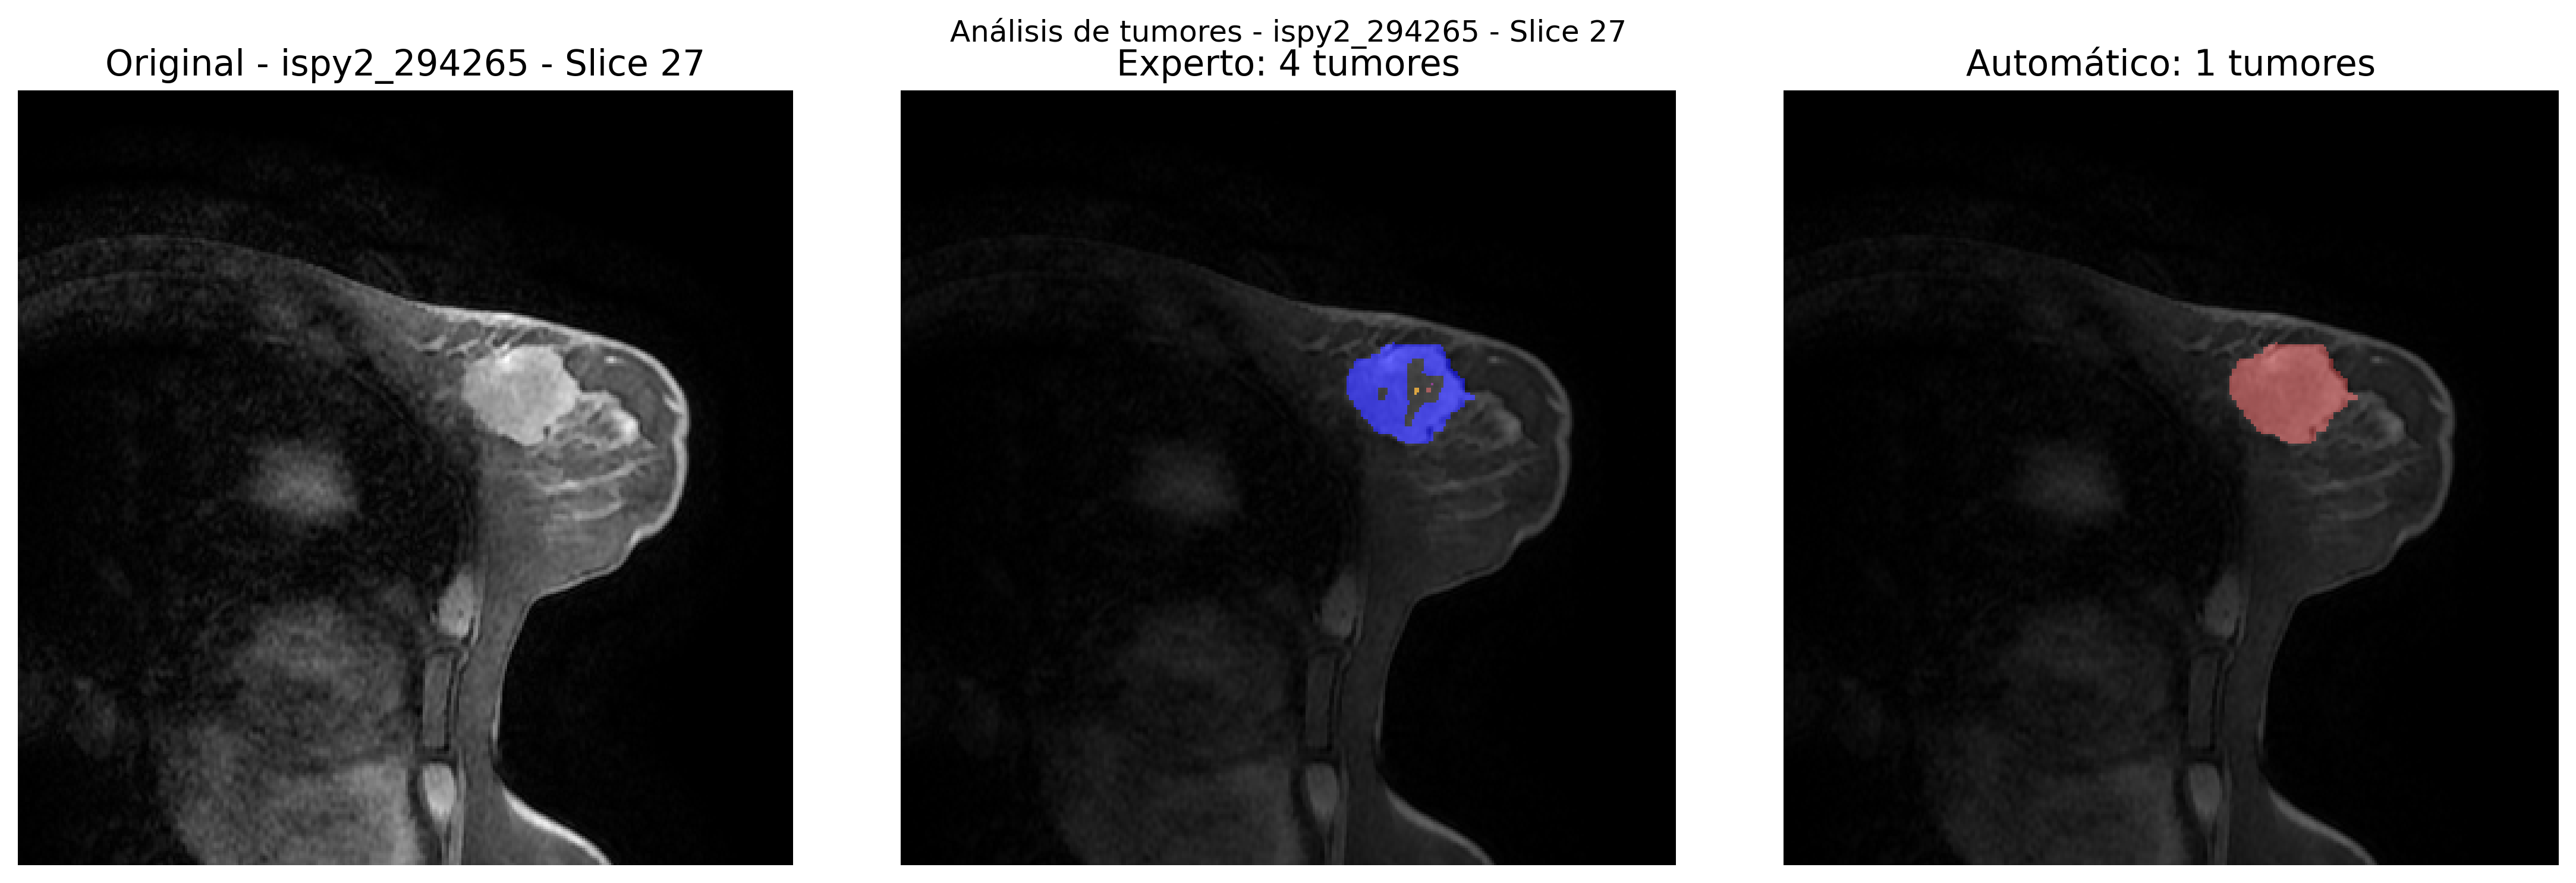 Análisis de tumores - ispy2_294265 - Slice 27
Original - ispy2_294265 - Slice 27
Experto: 4 tumores
Automático: 1 tumores